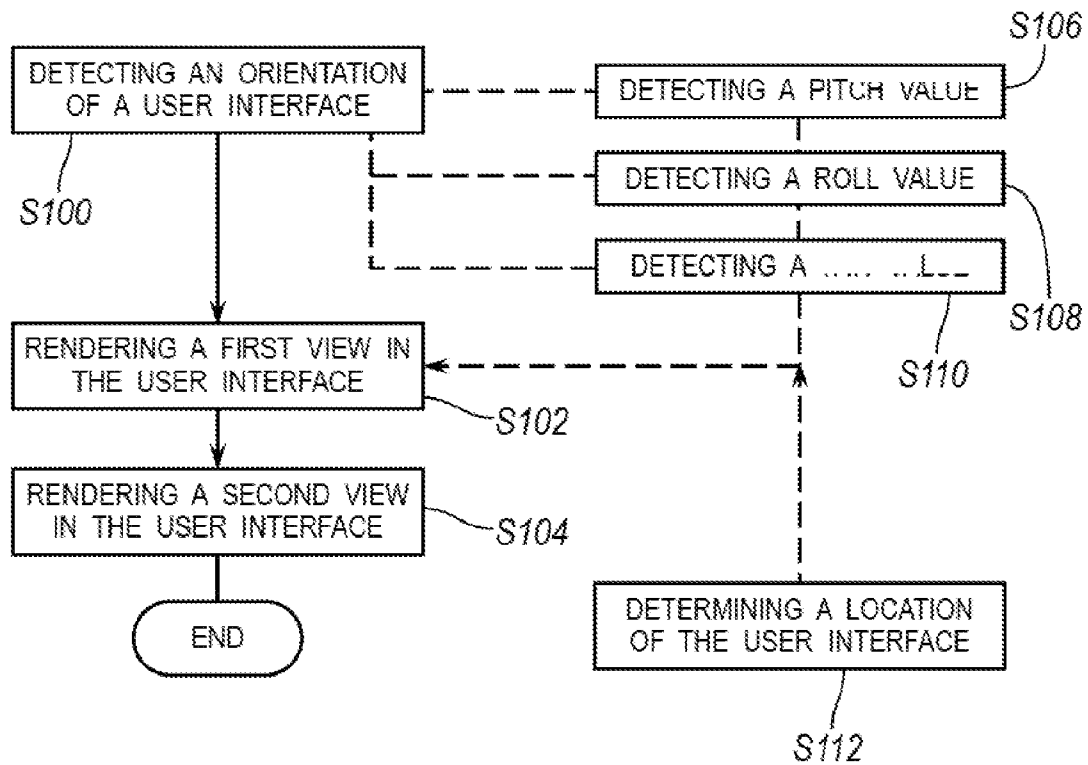 S106
DETECTING AN ORIENTATION
OF A USER INTERFACE
DETECTING A PITCH VALUE
S100
DETECTING A ROLL VALUE
DETECTING A
S108
RENDERING A FIRST VIEW IN
THE USER INTERFACE
S110
S102
RENDERING A SECOND VIEW
IN THE USER INTERFACE
S104
DETERMINING A LOCATION
OF THE USER INTERFACE
END
S112